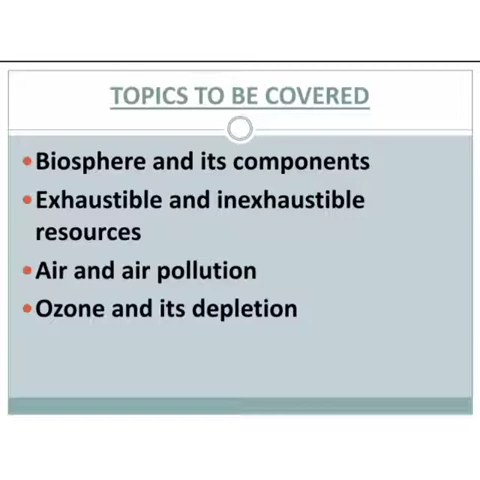 TOPICS TO BE COVERED
•Biosphere and its components
•Exhaustible and inexhaustible
resources
•Air and air pollution
•Ozone and its depletion